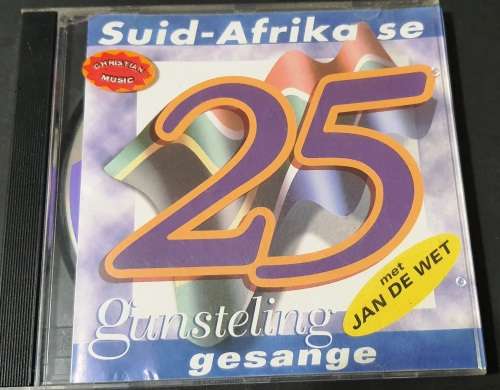 Suid-Afrika se
CHRISTIAN
MUSIC
25
gunsteling
gesange
met
JAN DE WET